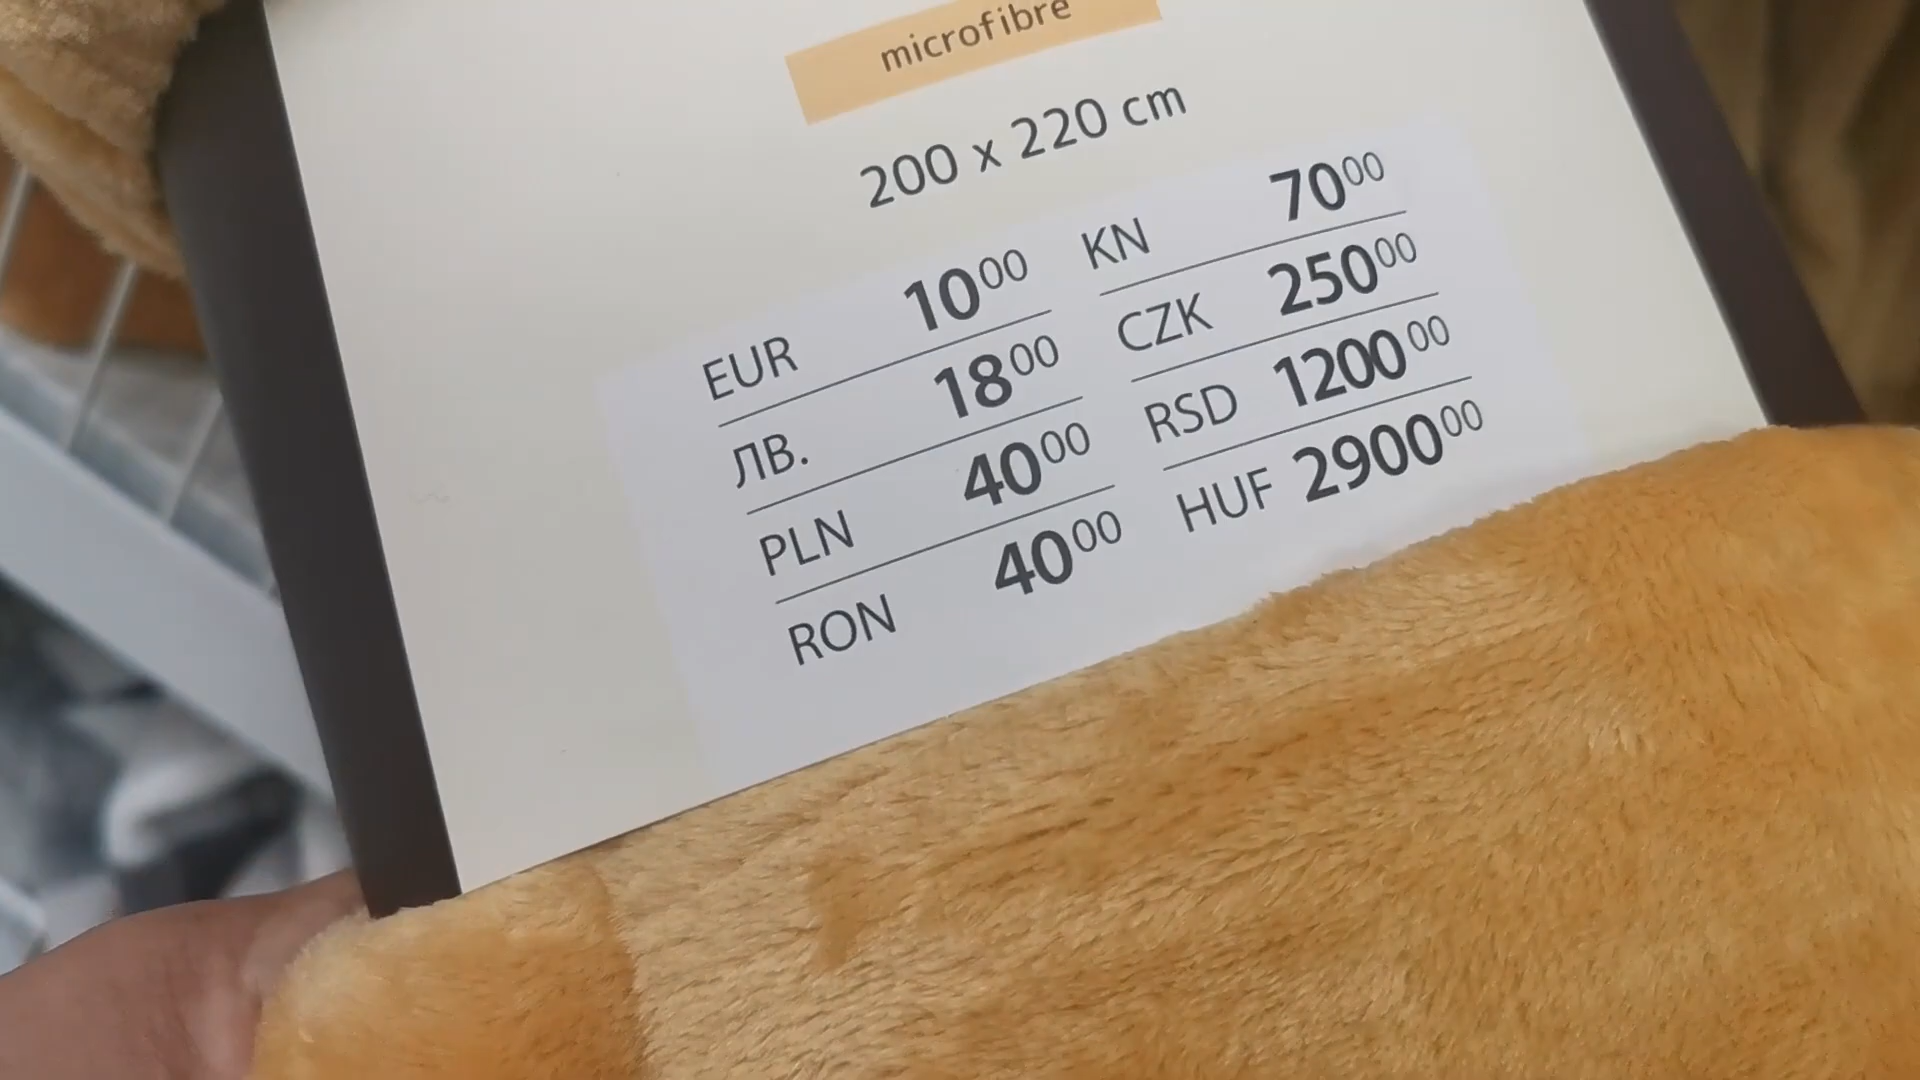 microfibre
200 x 220 cm
EUR 10⁰⁰
ЛВ. 18⁰⁰
PLN 40⁰⁰
RON 40⁰⁰
KN 70⁰⁰
CZK 250⁰⁰
RSD 1200⁰⁰
HUF 2900⁰⁰